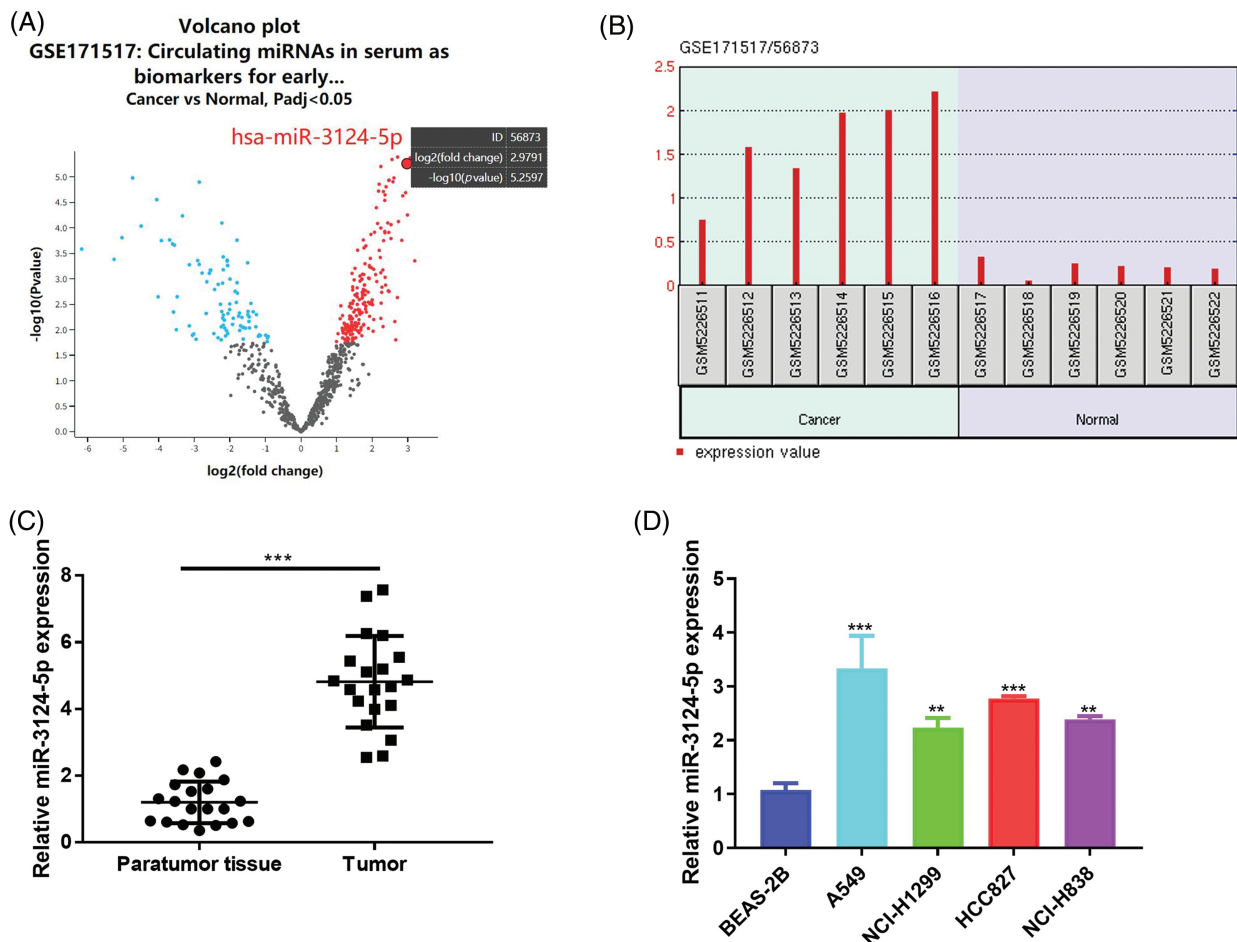 (A)
Volcano plot
GSE171517: Circulating miRNAs in serum as
biomarkers for early...
Cancer vs Normal, Padj<0.05
hsa-miR-3124-5p
ID 56873
log2(fold change) 2.9791
-log10(pvalue) 5.2597
-log10(Pvalue)
5.0
4.5
4.0
3.5
3.0
2.5
2.0
1.5
1.0
0.5
0.0
-6 -5 -4 -3 -2 -1 0 1 2 3
log2(fold change)
(B)
GSE171517/56873
2.5
2
1.5
1
0.5
0
GSM5226511
GSM5226512
GSM5226513
GSM5226514
GSM5226515
GSM5226516
GSM5226517
GSM5226518
GSM5226519
GSM5226520
GSM5226521
GSM5226522
Cancer Normal
expression value
(C)
Relative miR-3124-5p expression
***
8
6
4
2
0
Paratumor tissue Tumor
(D)
Relative miR-3124-5p expression
5
4
3
2
1
0
***
**
***
**
BEAS-2B
A549
NCI-H1299
HCC827
NCI-H838